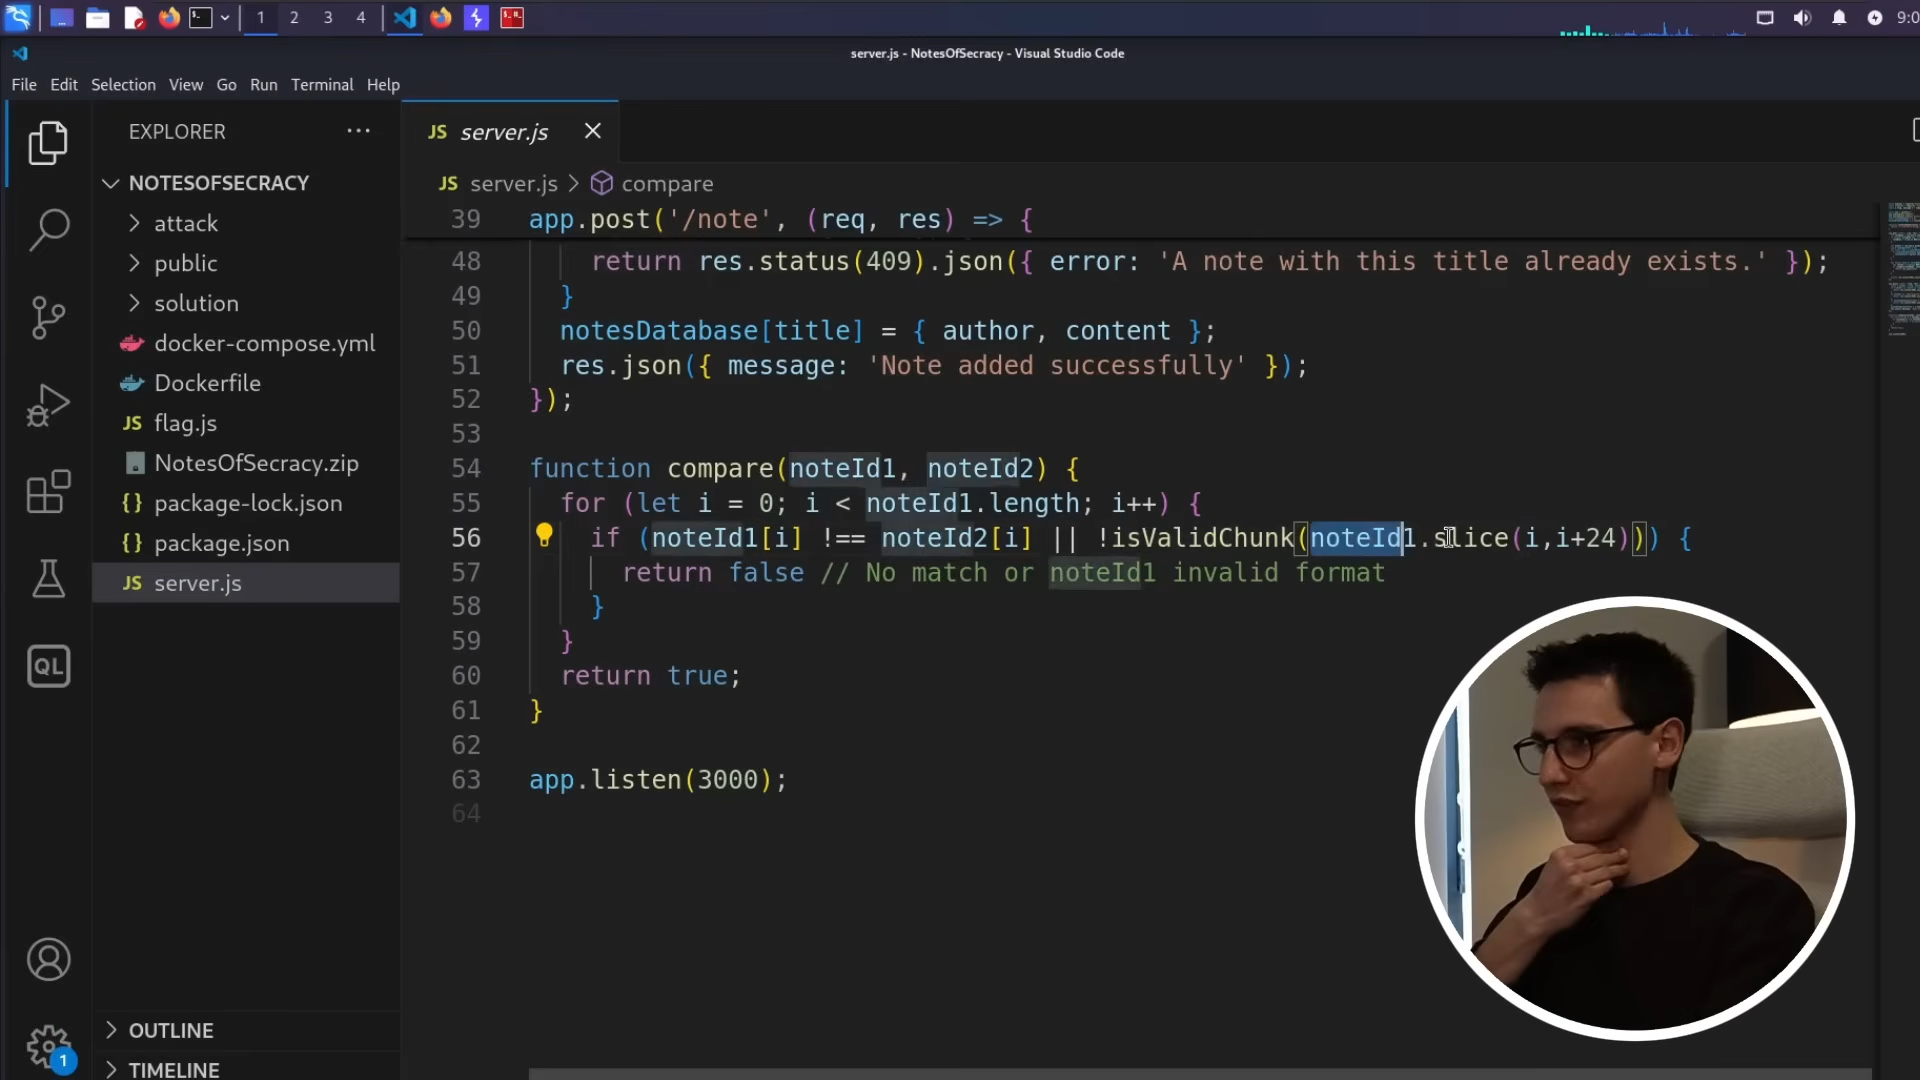 1 2 3 4
9:0
server.js - NotesOfSecracy - Visual Studio Code
File Edit Selection View Go Run Terminal Help
EXPLORER ···
JS server.js
NOTESOFSECRACY
JS server.js > compare
attack
public
solution
docker-compose.yml
Dockerfile
JS flag.js
NotesOfSecracy.zip
{} package-lock.json
{} package.json
JS server.js
39 app.post('/note', (req, res) => {
48 return res.status(409).json({ error: 'A note with this title already exists.' });
49 }
50 notesDatabase[title] = { author, content };
51 res.json({ message: 'Note added successfully' });
52 });
53
54 function compare(noteId1, noteId2) {
55 for (let i = 0; i < noteId1.length; i++) {
56 if (noteId1[i] !== noteId2[i] || !isValidChunk(noteId1.slice(i,i+24))) {
57 return false // No match or noteId1 invalid format
58 }
59 }
60 return true;
61 }
62
63 app.listen(3000);
64
QL
1
OUTLINE
TIMELINE